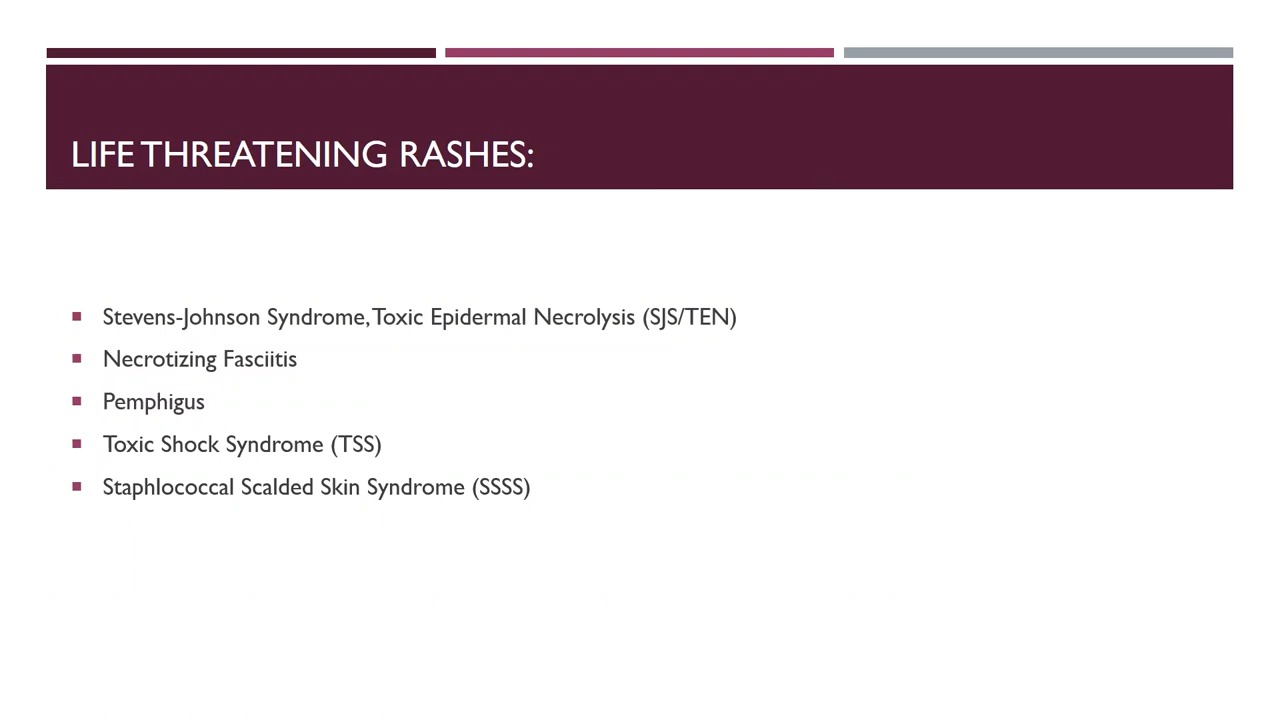 LIFE THREATENING RASHES:
Stevens-Johnson Syndrome, Toxic Epidermal Necrolysis (SJS/TEN)
Necrotizing Fasciitis
Pemphigus
Toxic Shock Syndrome (TSS)
Staphlococcal Scalded Skin Syndrome (SSSS)